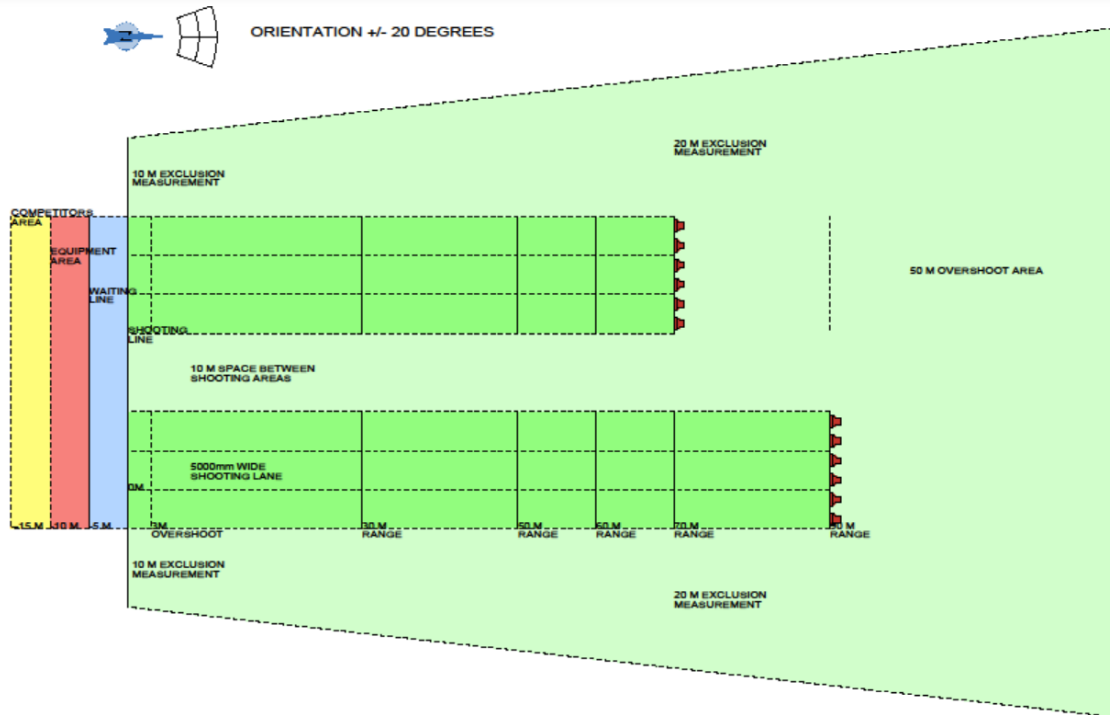 ORIENTATION +/- 20 DEGREES
20 M EXCLUSION
MEASUREMENT
10 M EXCLUSION
MEASUREMENT
COMPETITORS
AREA
EQUIPMENT
AREA
WAITING
LINE
50 M OVERSHOOT AREA
SHOOTING
LINE
10 M SPACE BETWEEN
SHOOTING AREAS
5000mm WIDE
SHOOTING LANE
0M
-15 M
-10 M
-5 M
3M
OVERSHOOT
30 M
RANGE
50 M
RANGE
60 M
RANGE
70 M
RANGE
90 M
RANGE
10 M EXCLUSION
MEASUREMENT
20 M EXCLUSION
MEASUREMENT